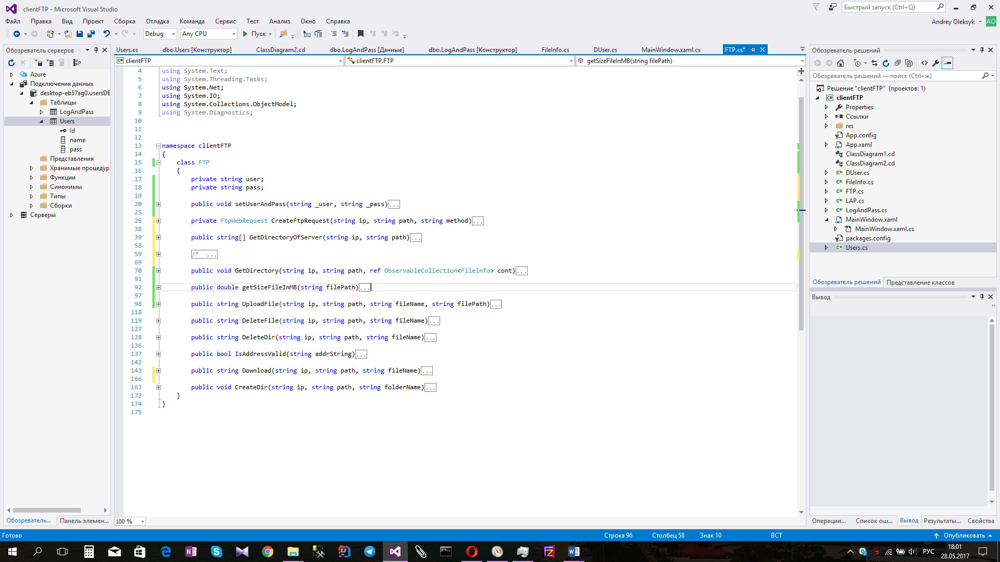 clientFTP - Microsoft Visual Studio
Быстрый запуск (Ctrl+Q)
Файл Правка Вид Проект Сборка Отладка Команда Сервис Тест Анализ Окно Справка
Andrey Oleksyk AO
Debug Any CPU Пуск
Обозреватель серверов
Azure
Подключения данных
desktop-eb57ag0.usersDE
Таблицы
LogAndPass
Users
Id
name
pass
Представления
Хранимые процедур
Функции
Синонимы
Типы
Сборки
Серверы
Обозреватель... Панель элемен...
Users.cs dbo.Users [Конструктор] ClassDiagram2.cd dbo.LogAndPass [Данные] dbo.LogAndPass [Конструктор] FileInfo.cs DUser.cs MainWindow.xaml.cs FTP.cs*
clientFTP clientFTP.FTP getSizeFileInMB(string filePath)
4 using System.Text;
5 using System.Threading.Tasks;
6 using System.Net;
7 using System.IO;
8 using System.Collections.ObjectModel;
9 using System.Diagnostics;
10
11
12
13 namespace clientFTP
14 {
15 class FTP
16 {
17 private string user;
18 private string pass;
19
20 public void setUserAndPass(string _user, string _pass)...
25
26 private FtpWebRequest CreateFtpRequest(string ip, string path, string method)...
38
39 public string[] GetDirectoryOfServer(string ip, string path)...
58
59 /* ...
69
70 public void GetDirectory(string ip, string path, ref ObservableCollection<FileInfo> cont)...
91
92 public double getSizeFileInMB(string filePath)...
97
98 public string UploadFile(string ip, string path, string fileName, string filePath)...
118
119 public string DeleteFile(string ip, string path, string fileName)...
127
128 public string DeleteDir(string ip, string path, string fileName)...
136
137 public bool IsAddressValid(string addrString)...
142
143 public string Download(string ip, string path, string fileName)...
166
167 public void CreateDir(string ip, string path, string folderName)...
173 }
174 }
175
100 %
Обозреватель решений
Обозреватель решений — поиск (Ctrl+ж)
Решение "clientFTP" (проектов: 1)
clientFTP
Properties
Ссылки
res
App.config
App.xaml
ClassDiagram1.cd
ClassDiagram2.cd
DUser.cs
FileInfo.cs
FTP.cs
LAP.cs
LogAndPass.cs
MainWindow.xaml
MainWindow.xaml.cs
packages.config
Users.cs
Обозреватель решений Представление классов
Вывод
Операции... Список ош... Вывод Результаты... Свойства
Готово Строка 96 Столбец 58 Знак 10 ВСТ Опубликовать
РУС 18:01
28.05.2017